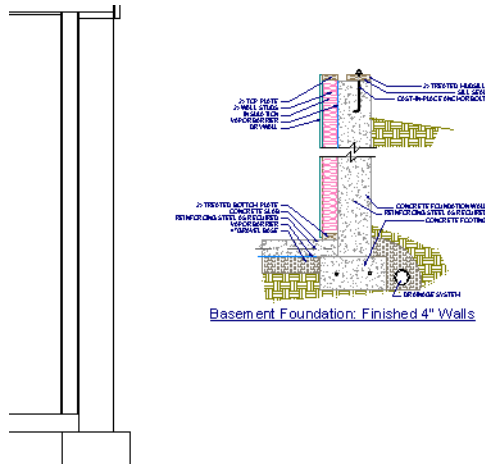 2x TOP PLATE
2x WALL STUDS
INSULATION
VAPOR BARRIER
DRYWALL
2x TREATED MUDSILL
SILL SEAL
CAST-IN-PLACE ANCHOR BOLT
2x TREATED BOTTOM PLATE
CONCRETE SLAB
REINFORCING STEEL AS REQUIRED
VAPOR BARRIER
4" GRAVEL BASE
CONCRETE FOUNDATION WALL
REINFORCING STEEL AS REQUIRED
CONCRETE FOOTING
DRAINAGE SYSTEM
Basement Foundation: Finished 4" Walls